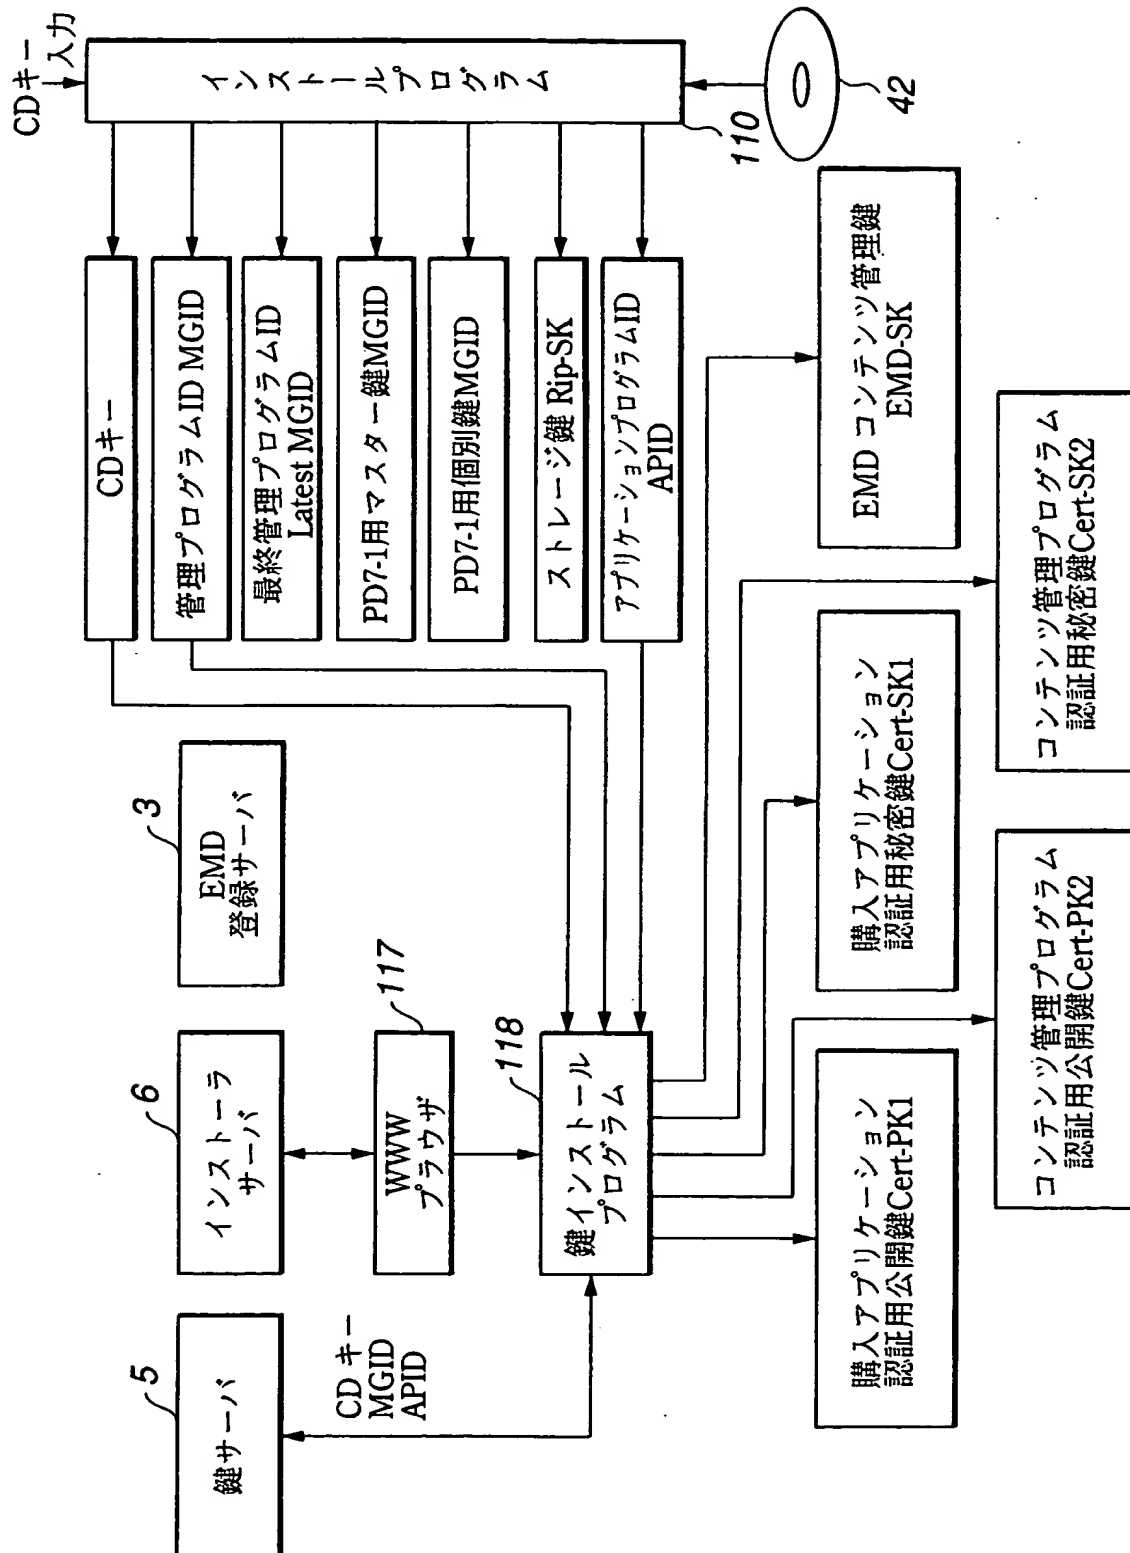 鍵サーバ
5
インストーラ
サーバ
6
EMD
登録サーバ
3
CDキー
入力
CDキー
MGID
APID
WWW
ブラウザ
117
鍵インストール
プログラム
118
CDキー
管理プログラムID MGID
最終管理プログラムID
Latest MGID
PD7-1用マスター鍵MGID
PD7-1用個別鍵MGID
ストレージ鍵 Rip-SK
アプリケーションプログラムID
APID
インストールプログラム
110
42
購入アプリケーション
認証用公開鍵Cert-PK1
購入アプリケーション
認証用秘密鍵Cert-SK1
EMD コンテンツ管理鍵
EMD-SK
コンテンツ管理プログラム
認証用公開鍵Cert-PK2
コンテンツ管理プログラム
認証用秘密鍵Cert-SK2